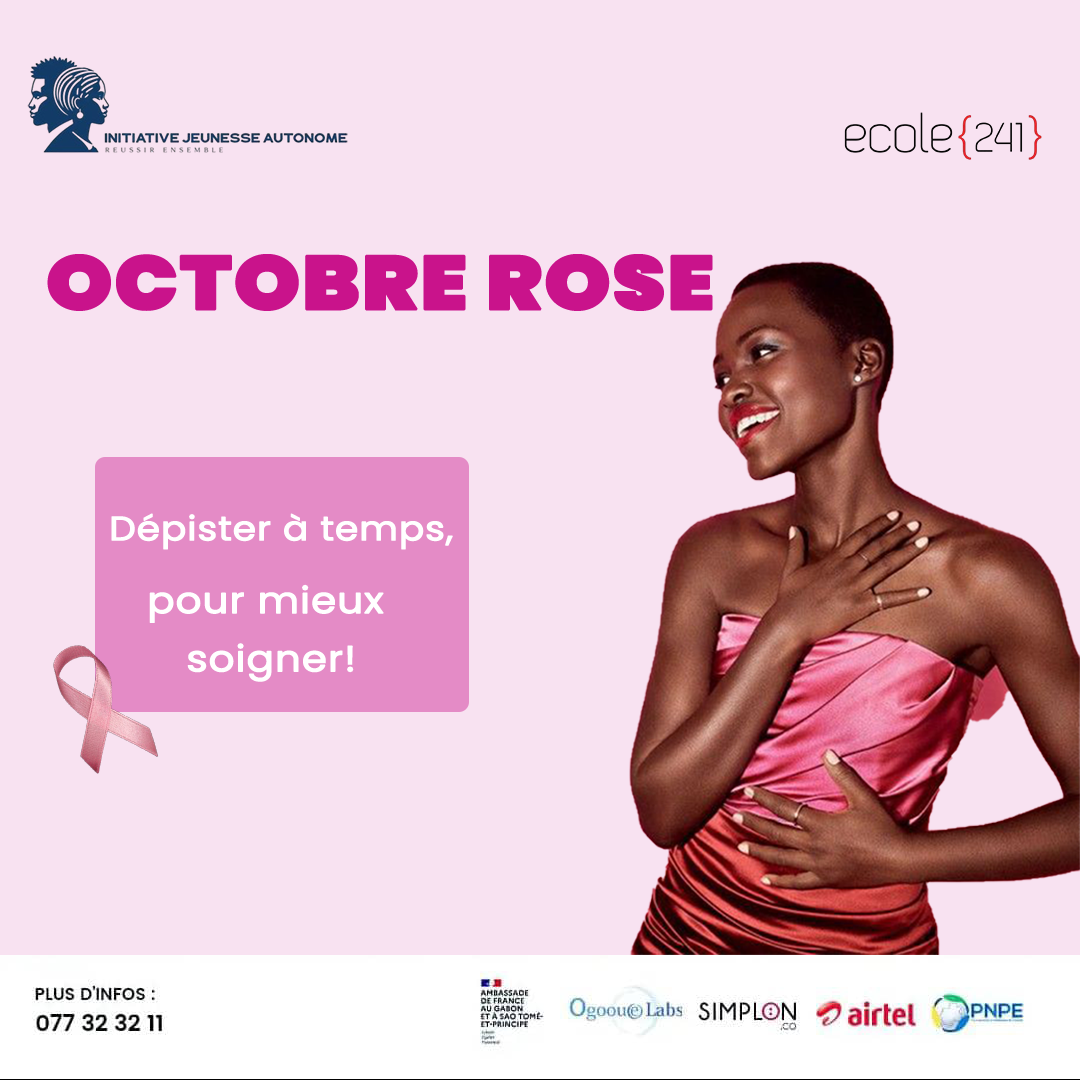 INITIATIVE JEUNESSE AUTONOME
REUSSIR ENSEMBLE
ecole{241}
OCTOBRE ROSE
Dépister à temps,
pour mieux
soigner!
PLUS D'INFOS :
077 32 32 11
AMBASSADE
DE FRANCE
AU GABON
ET À SAO TOMÉ-
ET-PRINCIPE
Ogooué Labs
SIMPLON
.CO
airtel
PNPE